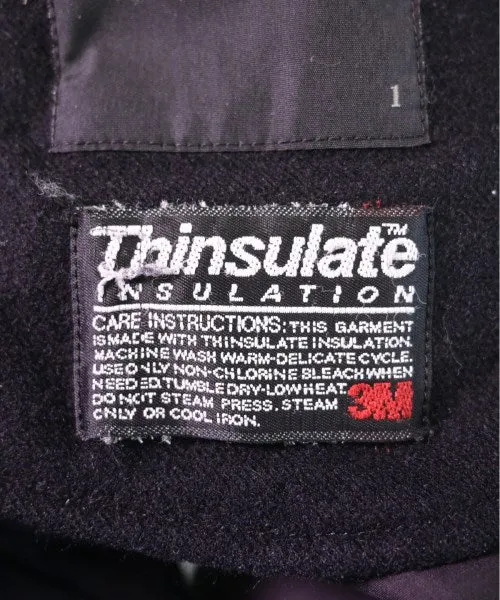 1
Thinsulate™
INSULATION
CARE INSTRUCTIONS: THIS GARMENT
IS MADE WITH THINSULATE INSULATION.
MACHINE WASH WARM-DELICATE CYCLE.
USE ONLY NON-CHLORINE BLEACH WHEN
NEEDED. TUMBLE DRY-LOW HEAT.
DO NOT STEAM PRESS. STEAM
ONLY OR COOL IRON.
3M